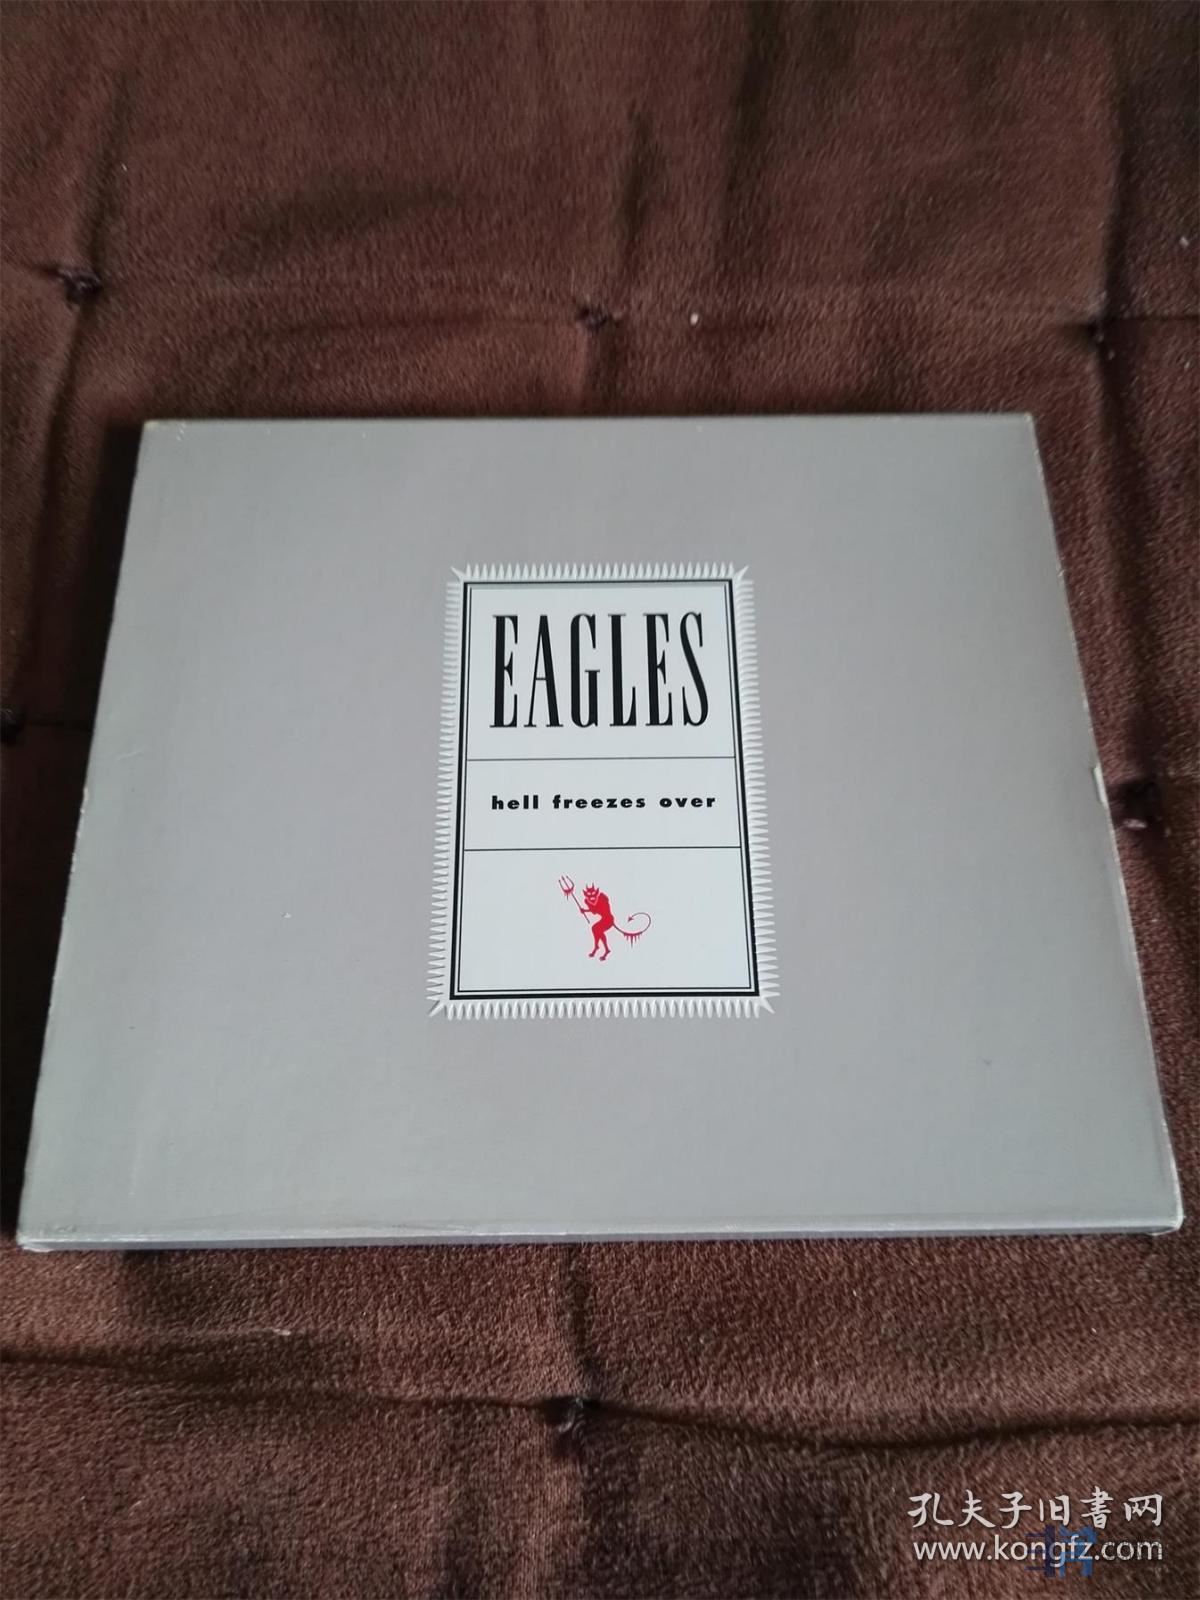 EAGLES
hell freezes over
孔夫子旧書网
www.kongfz.com